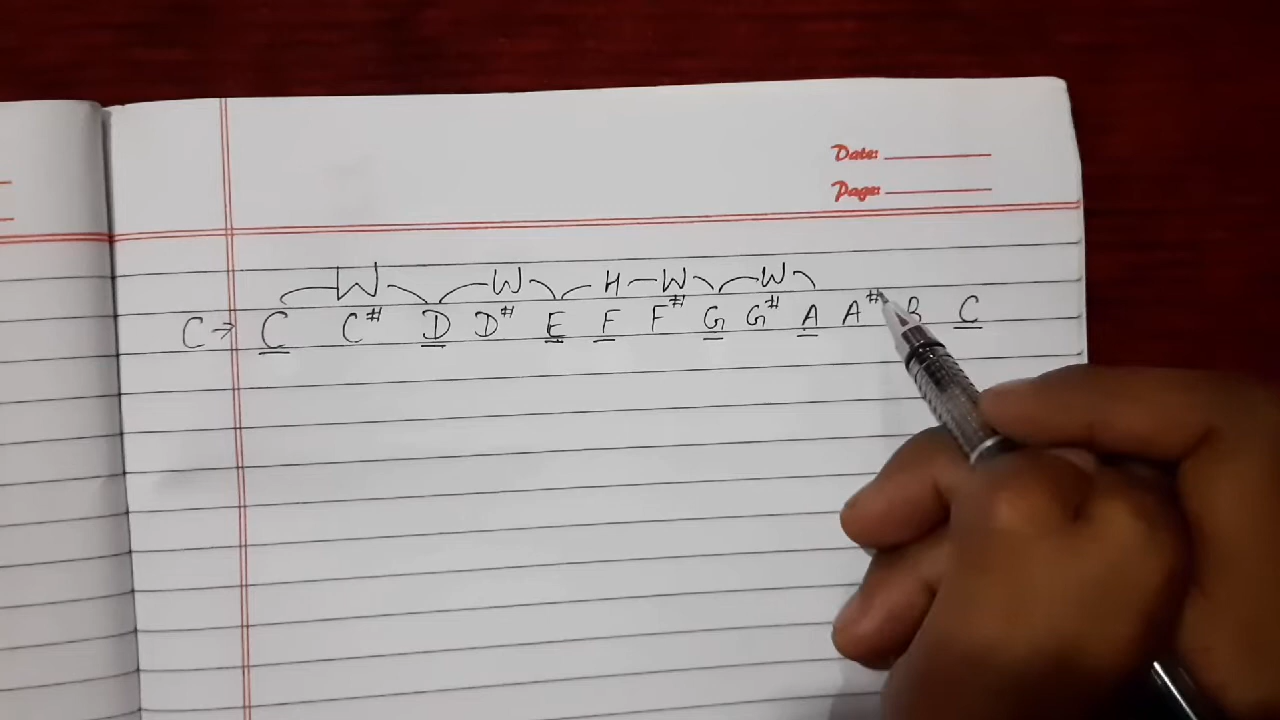 Date:
Page:
W W H W W
C → C C# D D# E F F# G G# A A# B C